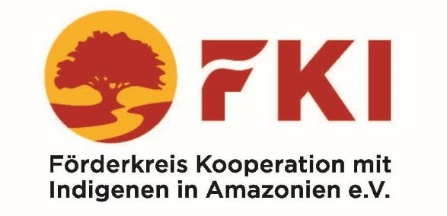 FKI
Förderkreis Kooperation mit
Indigenen in Amazonien e.V.